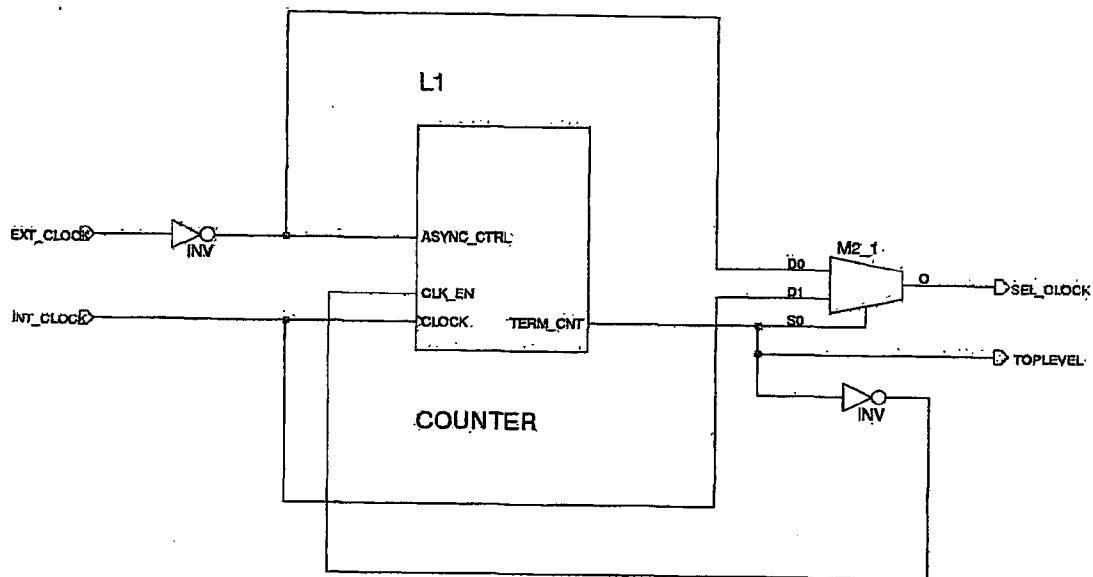 L1
EXT_CLOCK
INV
ASYNC_CTRL
M2_1
D0
CLK_EN
O
SEL_CLOCK
D1
INT_CLOCK
CLOCK
TERM_CNT
S0
TOPLEVEL
COUNTER
INV